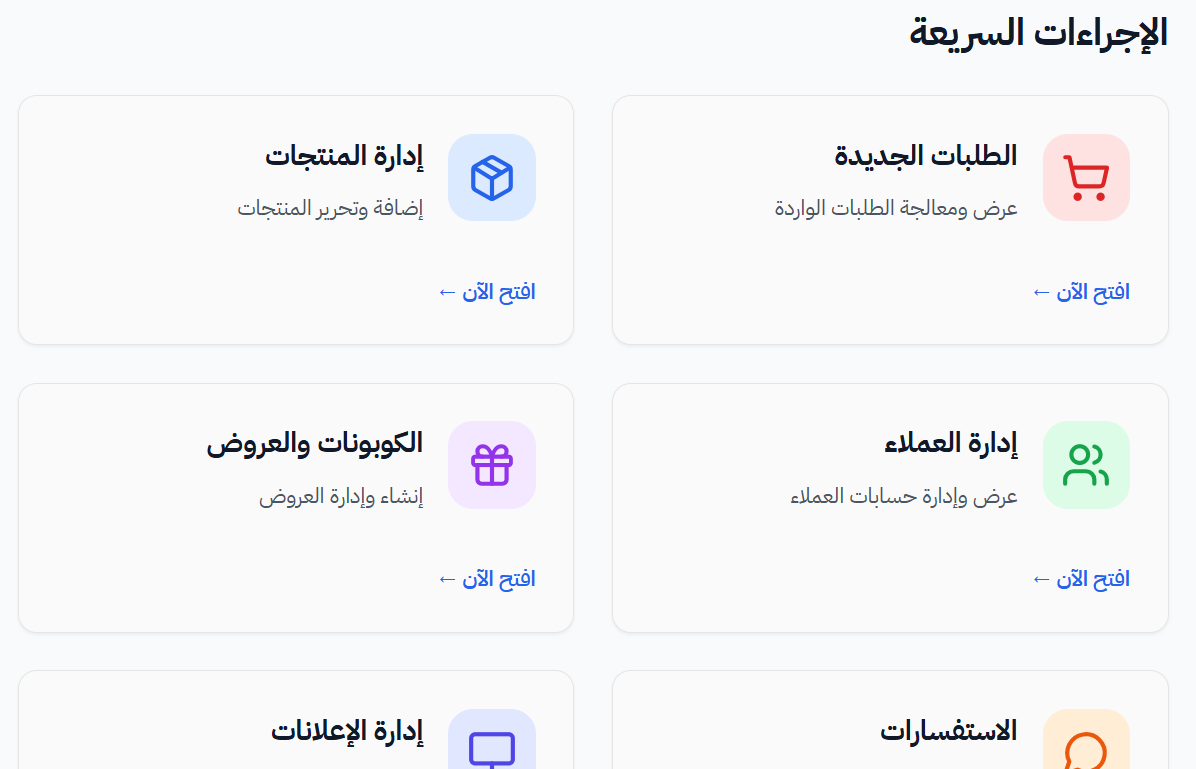 الإجراءات السريعة
الطلبات الجديدة
عرض ومعالجة الطلبات الواردة
افتح الآن ←
إدارة المنتجات
إضافة وتحرير المنتجات
افتح الآن ←
إدارة العملاء
عرض وإدارة حسابات العملاء
افتح الآن ←
الكوبونات والعروض
إنشاء وإدارة العروض
افتح الآن ←
الاستفسارات
إدارة الإعلانات